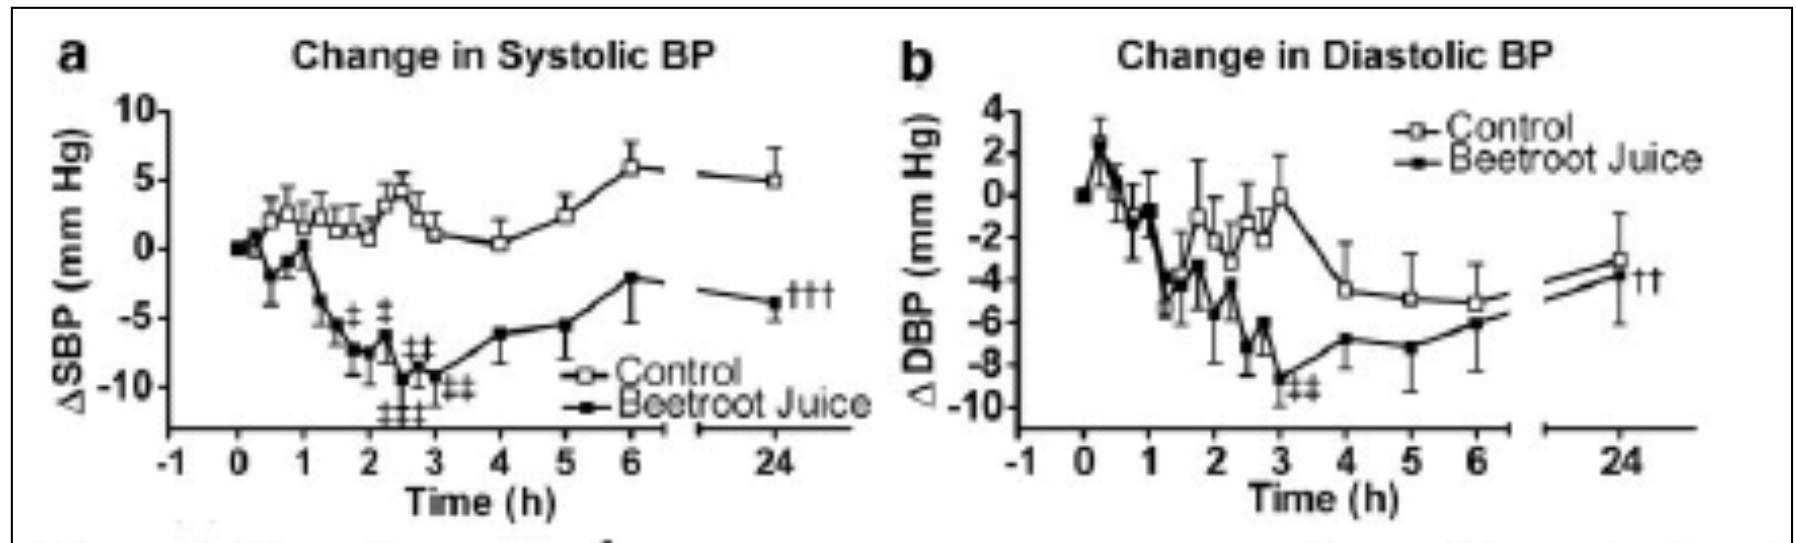 a Change in Systolic BP
ΔSBP (mm Hg)
10
5
0
-5
-10
‡ ‡
‡‡
‡‡‡
‡‡
†††
Control
Beetroot Juice
-1 0 1 2 3 4 5 6 24
Time (h)
b Change in Diastolic BP
Δ DBP (mm Hg)
4
2
0
-2
-4
-6
-8
-10
Control
Beetroot Juice
††
‡‡
-1 0 1 2 3 4 5 6 24
Time (h)